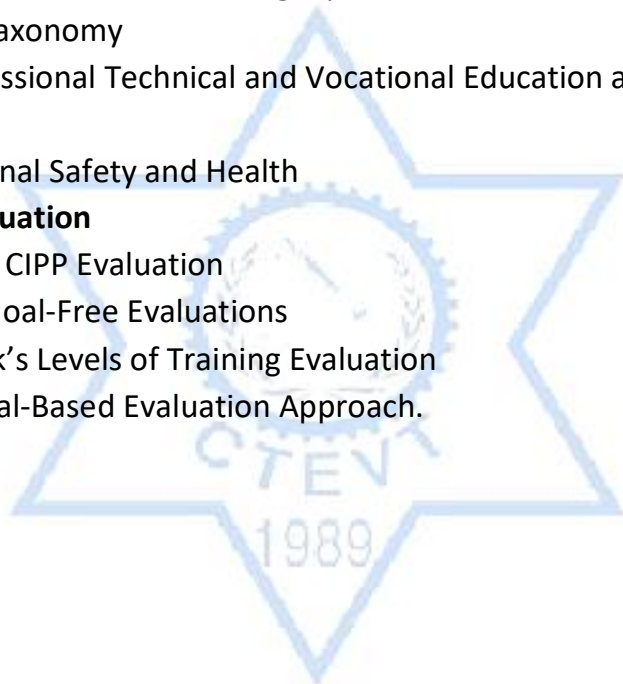 axonomy
ssional Technical and Vocational Education a
nal Safety and Health
uation
CIPP Evaluation
oal-Free Evaluations
k’s Levels of Training Evaluation
al-Based Evaluation Approach.
CTEVT
1989